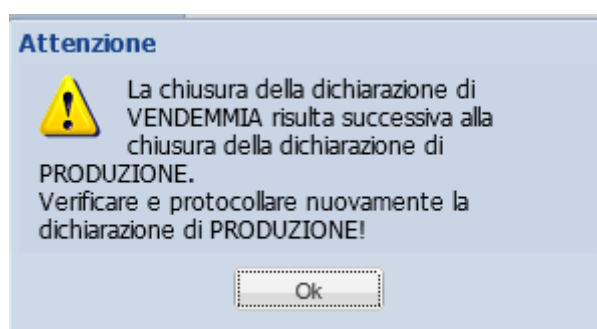 Attenzione
La chiusura della dichiarazione di
VENDEMMIA risulta successiva alla
chiusura della dichiarazione di
PRODUZIONE.
Verificare e protocollare nuovamente la
dichiarazione di PRODUZIONE!
Ok